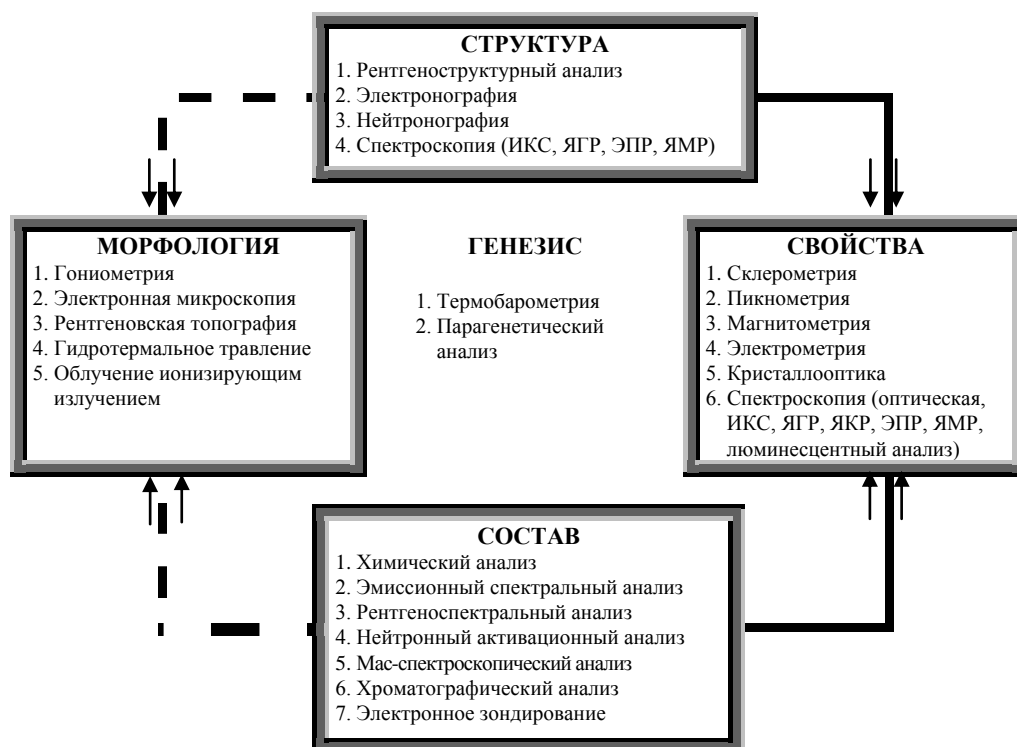 СТРУКТУРА
1. Рентгеноструктурный анализ
2. Электронография
3. Нейтронография
4. Спектроскопия (ИКС, ЯГР, ЭПР, ЯМР)
МОРФОЛОГИЯ
1. Гониометрия
2. Электронная микроскопия
3. Рентгеновская топография
4. Гидротермальное травление
5. Облучение ионизирующим
излучением
ГЕНЕЗИС
1. Термобарометрия
2. Парагенетический
анализ
СВОЙСТВА
1. Склерометрия
2. Пикнометрия
3. Магнитометрия
4. Электрометрия
5. Кристаллооптика
6. Спектроскопия (оптическая,
ИКС, ЯГР, ЯКР, ЭПР, ЯМР,
люминесцентный анализ)
СОСТАВ
1. Химический анализ
2. Эмиссионный спектральный анализ
3. Рентгеноспектральный анализ
4. Нейтронный активационный анализ
5. Мас-спектроскопический анализ
6. Хроматографический анализ
7. Электронное зондирование